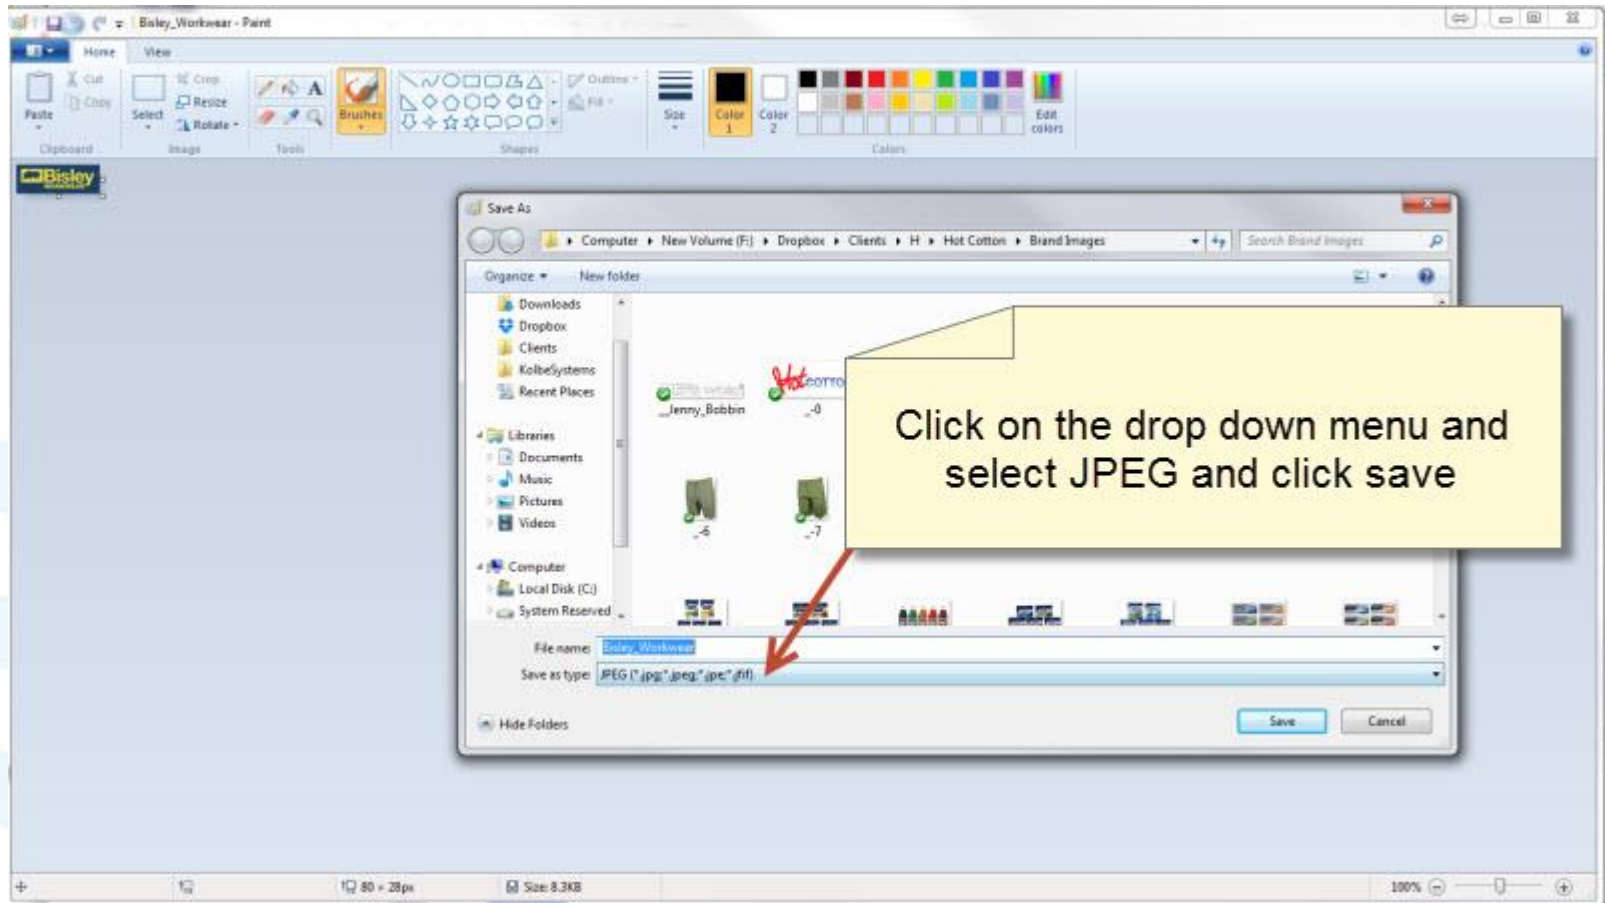 Bisley_Workwear - Paint
Home View
Cut
Copy
Paste
Clipboard
Crop
Resize
Rotate
Select
Image
A
Tools
Brushes
Outline
Fill
Shapes
Size
Color 1
Color 2
Edit colors
Colors
Bisley
Save As
Computer New Volume (F:) Dropbox Clients H Hot Cotton Brand Images
Search Brand Images
Organize New folder
Downloads
Dropbox
Clients
KolbeSystems
Recent Places
Libraries
Documents
Music
Pictures
Videos
Computer
Local Disk (C:)
System Reserved
__Jenny_Bobbin
Hot COTTO
_-0
_-6
_-7
Click on the drop down menu and
select JPEG and click save
File name: Bisley_Workwear
Save as type: JPEG (*.jpg;*.jpeg;*.jpe;*.jfif)
Hide Folders
Save Cancel
80 × 28px
Size: 8.3KB
100%